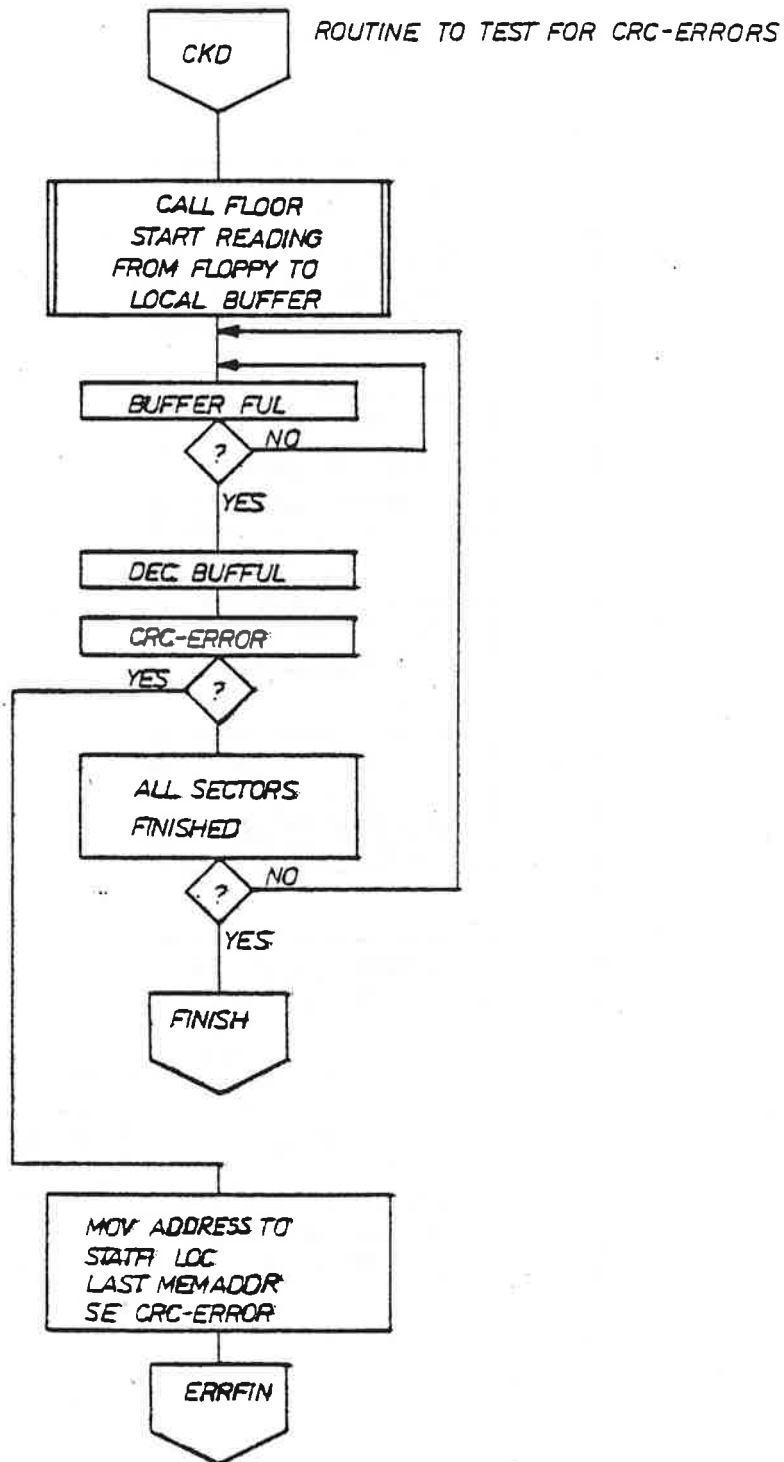 CKD
ROUTINE TO TEST FOR CRC-ERRORS
CALL FLOOR
START READING
FROM FLOPPY TO
LOCAL BUFFER
BUFFER FUL
?
NO
YES
DEC BUFFUL
CRC-ERROR
YES
?
ALL SECTORS
FINISHED
?
NO
YES
FINISH
MOV ADDRESS TO
LOC
LAST MEMADDR
SE CRC-ERROR
ERRFIN